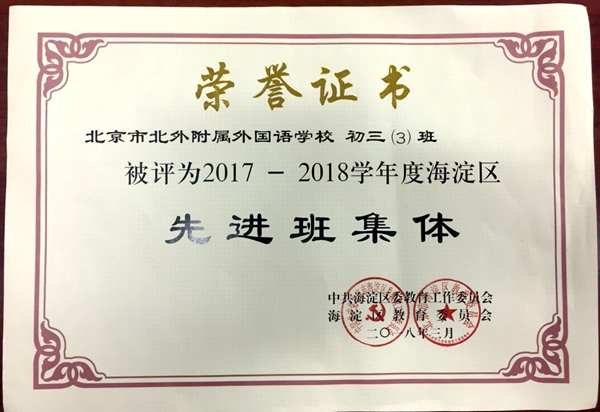 荣誉证书
北京市北外附属外国语学校 初三（3）班
被评为2017 － 2018学年度海淀区
先进班集体
中共海淀区委教育工作委员会
海淀区教育委员会
二〇一八年三月